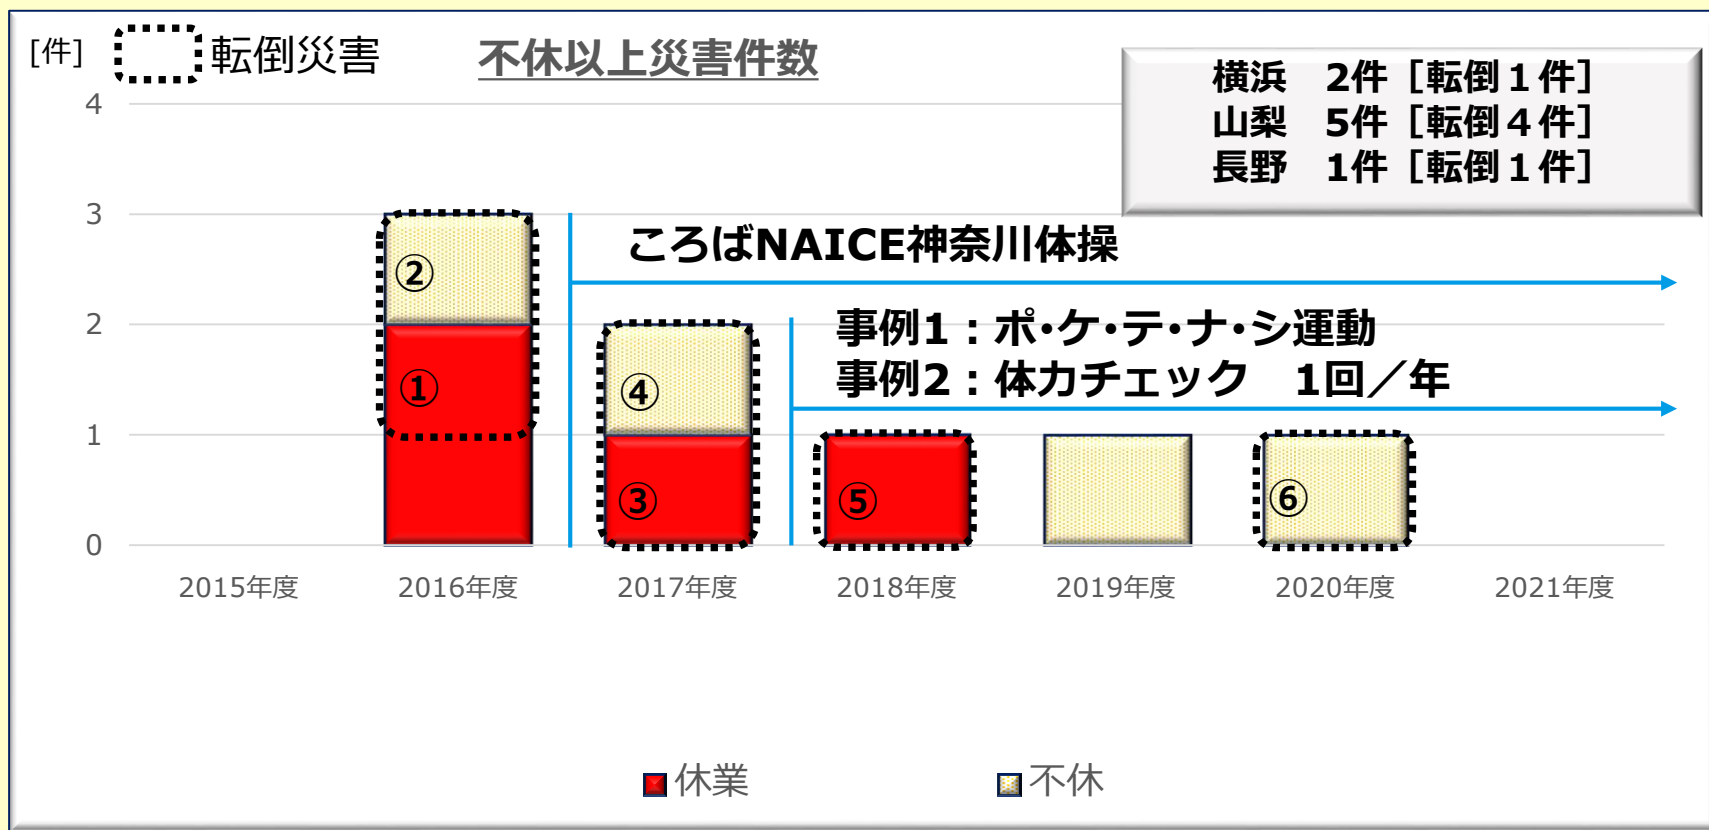 [件]
転倒災害
不休以上災害件数
横浜　2件［転倒１件］
山梨　5件［転倒４件］
長野　1件［転倒１件］
4
3
2
1
0
ころばNAICE神奈川体操
事例1：ポ・ケ・テ・ナ・シ運動
事例2：体力チェック　1回／年
②
①
④
③
⑤
⑥
2015年度
2016年度
2017年度
2018年度
2019年度
2020年度
2021年度
休業
不休